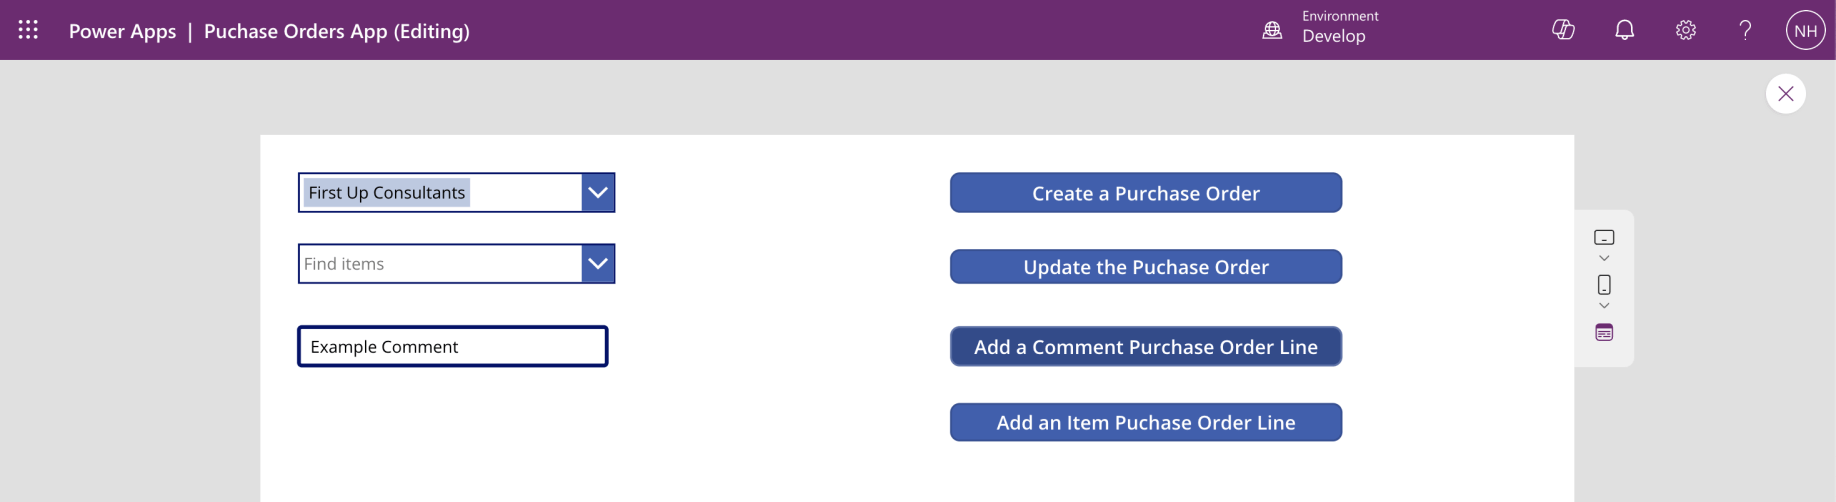 Power Apps | Puchase Orders App (Editing)
Environment
Develop
NH
First Up Consultants
Find items
Example Comment
Create a Purchase Order
Update the Puchase Order
Add a Comment Purchase Order Line
Add an Item Puchase Order Line